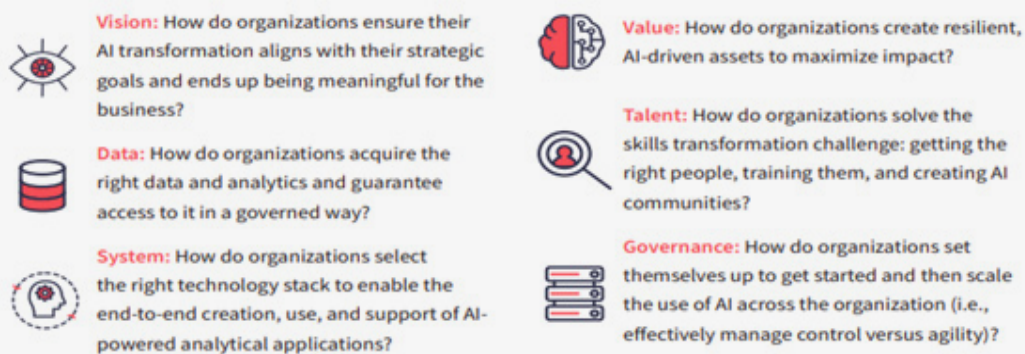 Vision: How do organizations ensure their
AI transformation aligns with their strategic
goals and ends up being meaningful for the
business?
Data: How do organizations acquire the
right data and analytics and guarantee
access to it in a governed way?
System: How do organizations select
the right technology stack to enable the
end-to-end creation, use, and support of AI-
powered analytical applications?
Value: How do organizations create resilient,
AI-driven assets to maximize impact?
Talent: How do organizations solve the
skills transformation challenge: getting the
right people, training them, and creating AI
communities?
Governance: How do organizations set
themselves up to get started and then scale
the use of AI across the organization (i.e.,
effectively manage control versus agility)?